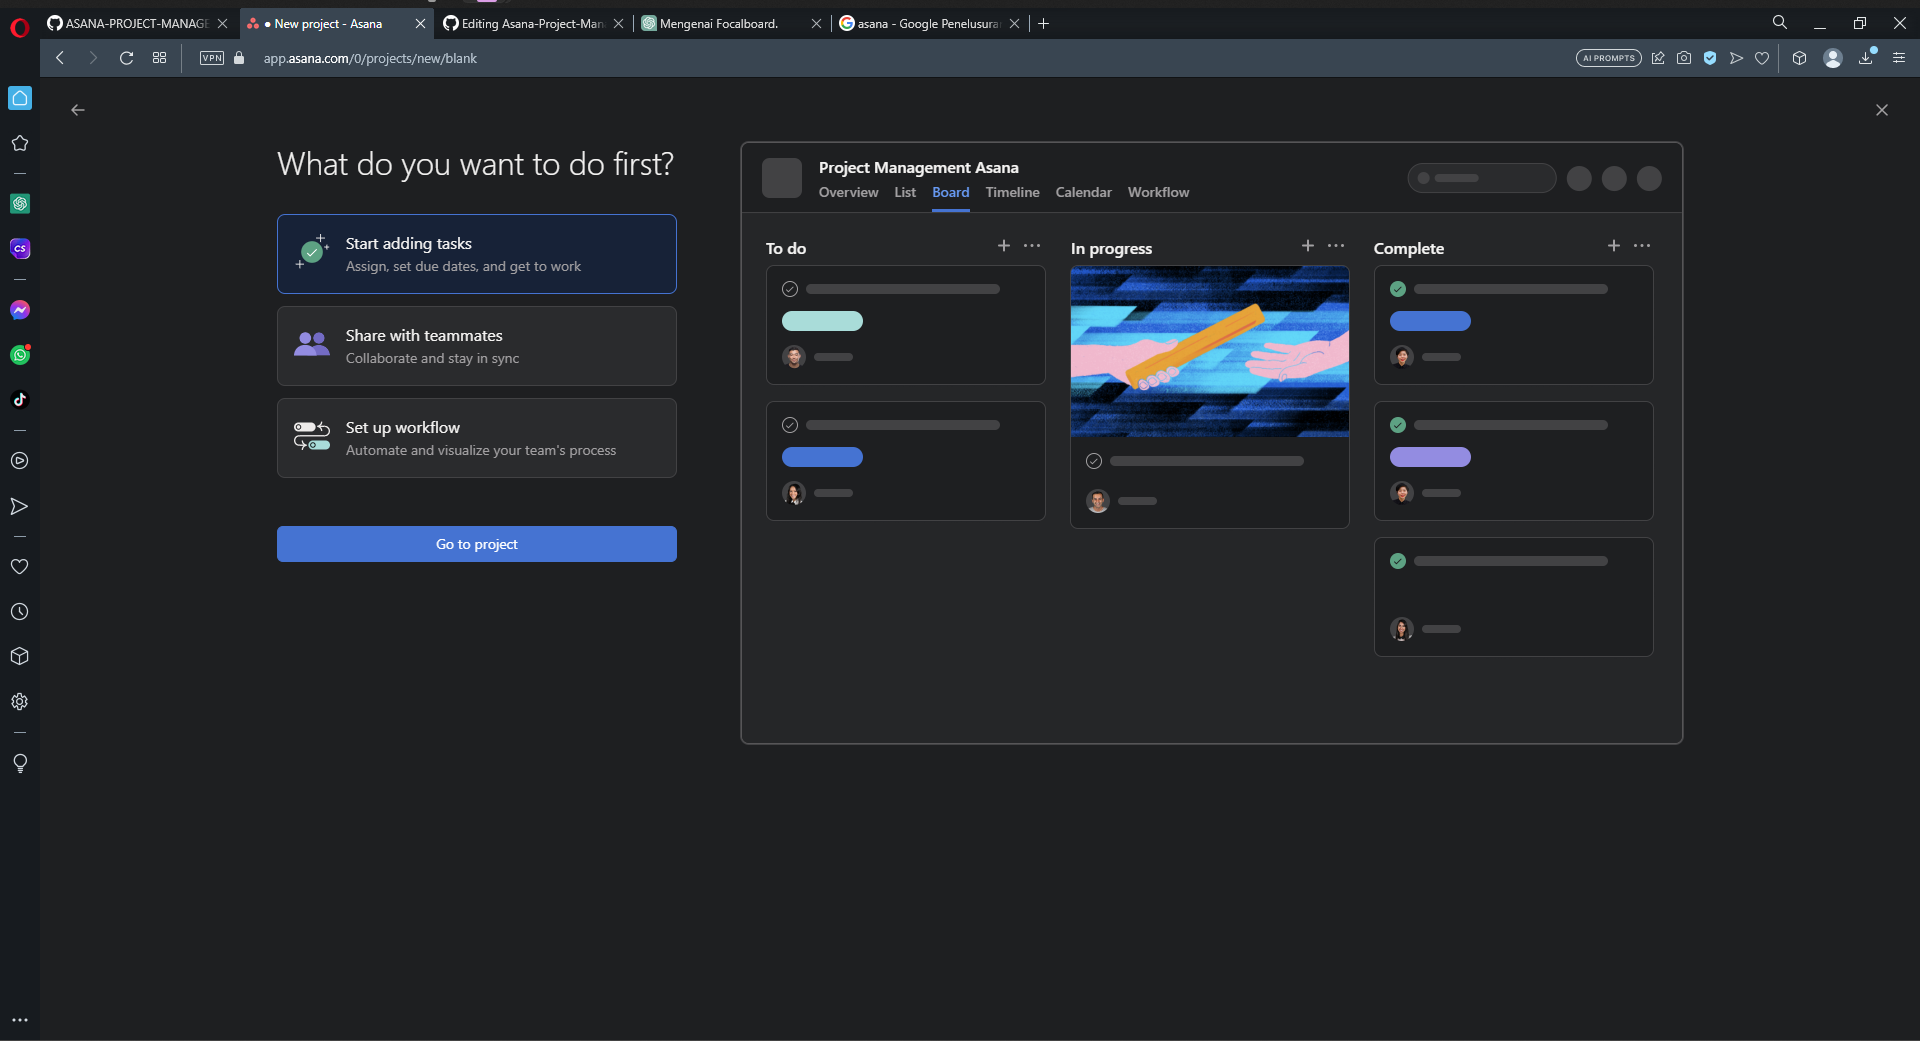 ASANA-PROJECT-MANAGE
New project - Asana
Editing Asana-Project-Man
Mengenai Focalboard.
asana - Google Penelusura
VPN
app.asana.com/0/projects/new/blank
AI PROMPTS
CS
What do you want to do first?
Start adding tasks
Assign, set due dates, and get to work
Share with teammates
Collaborate and stay in sync
Set up workflow
Automate and visualize your team's process
Go to project
Project Management Asana
Overview List Board Timeline Calendar Workflow
To do
In progress
Complete